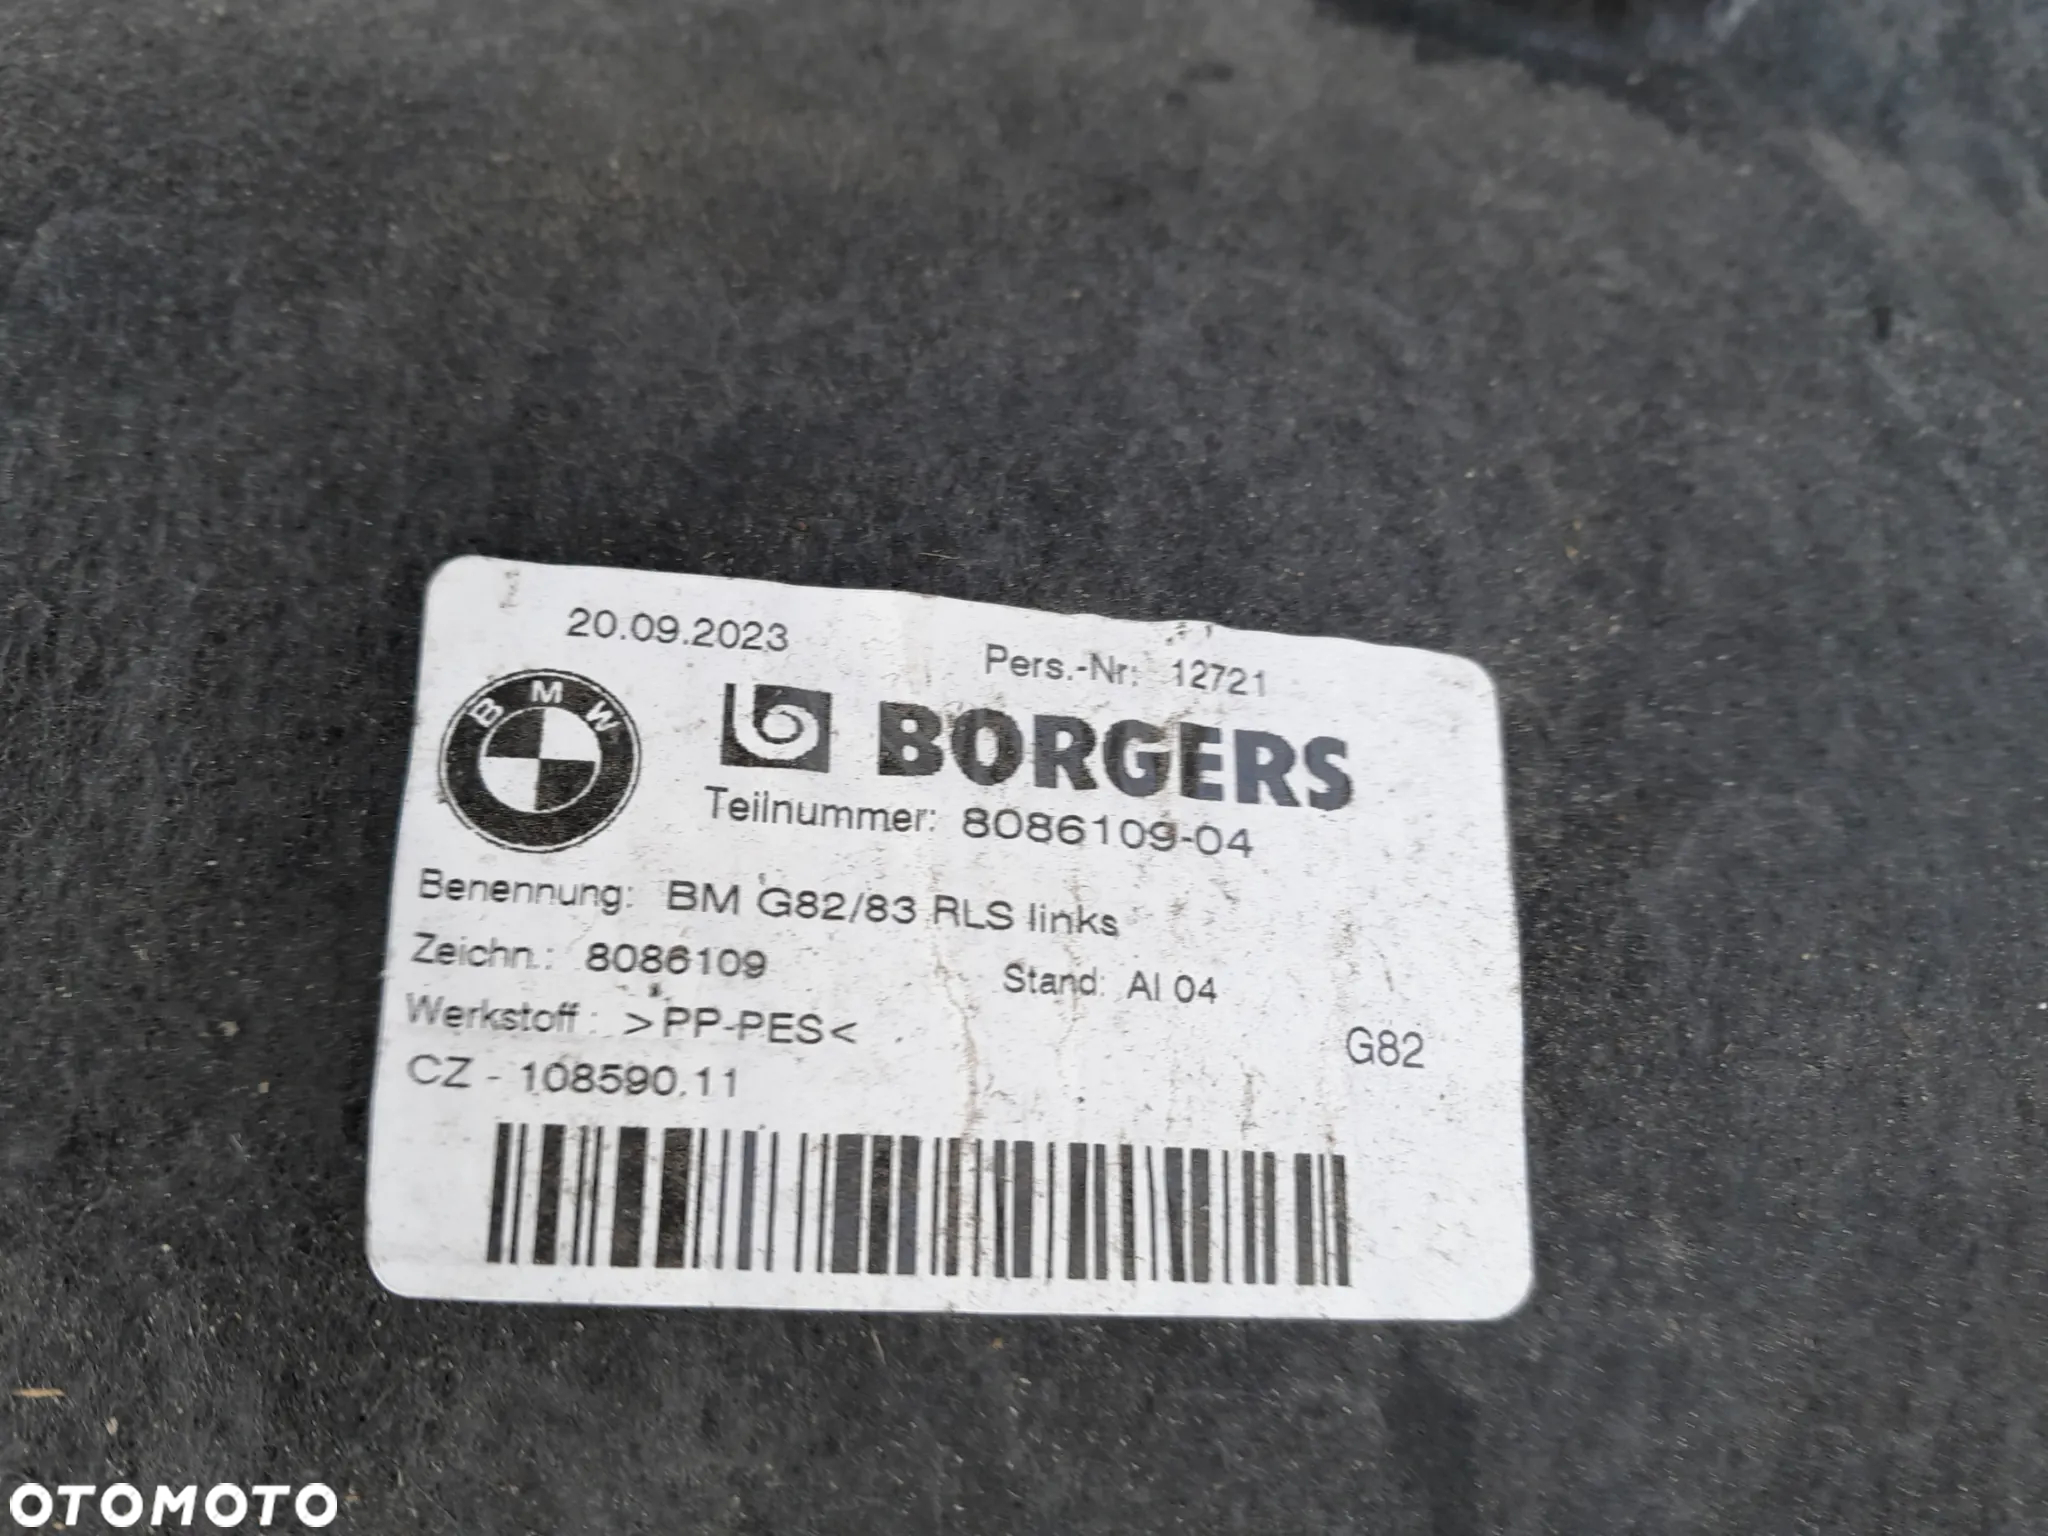 20.09.2023
Pers.-Nr: 12721
BMW
BORGERS
Teilnummer: 8086109-04
Benennung: BM G82/83 RLS links
Zeichn.: 8086109
Stand: AI 04
Werkstoff : >PP-PES<
G82
CZ - 108590.11
OTOMOTO